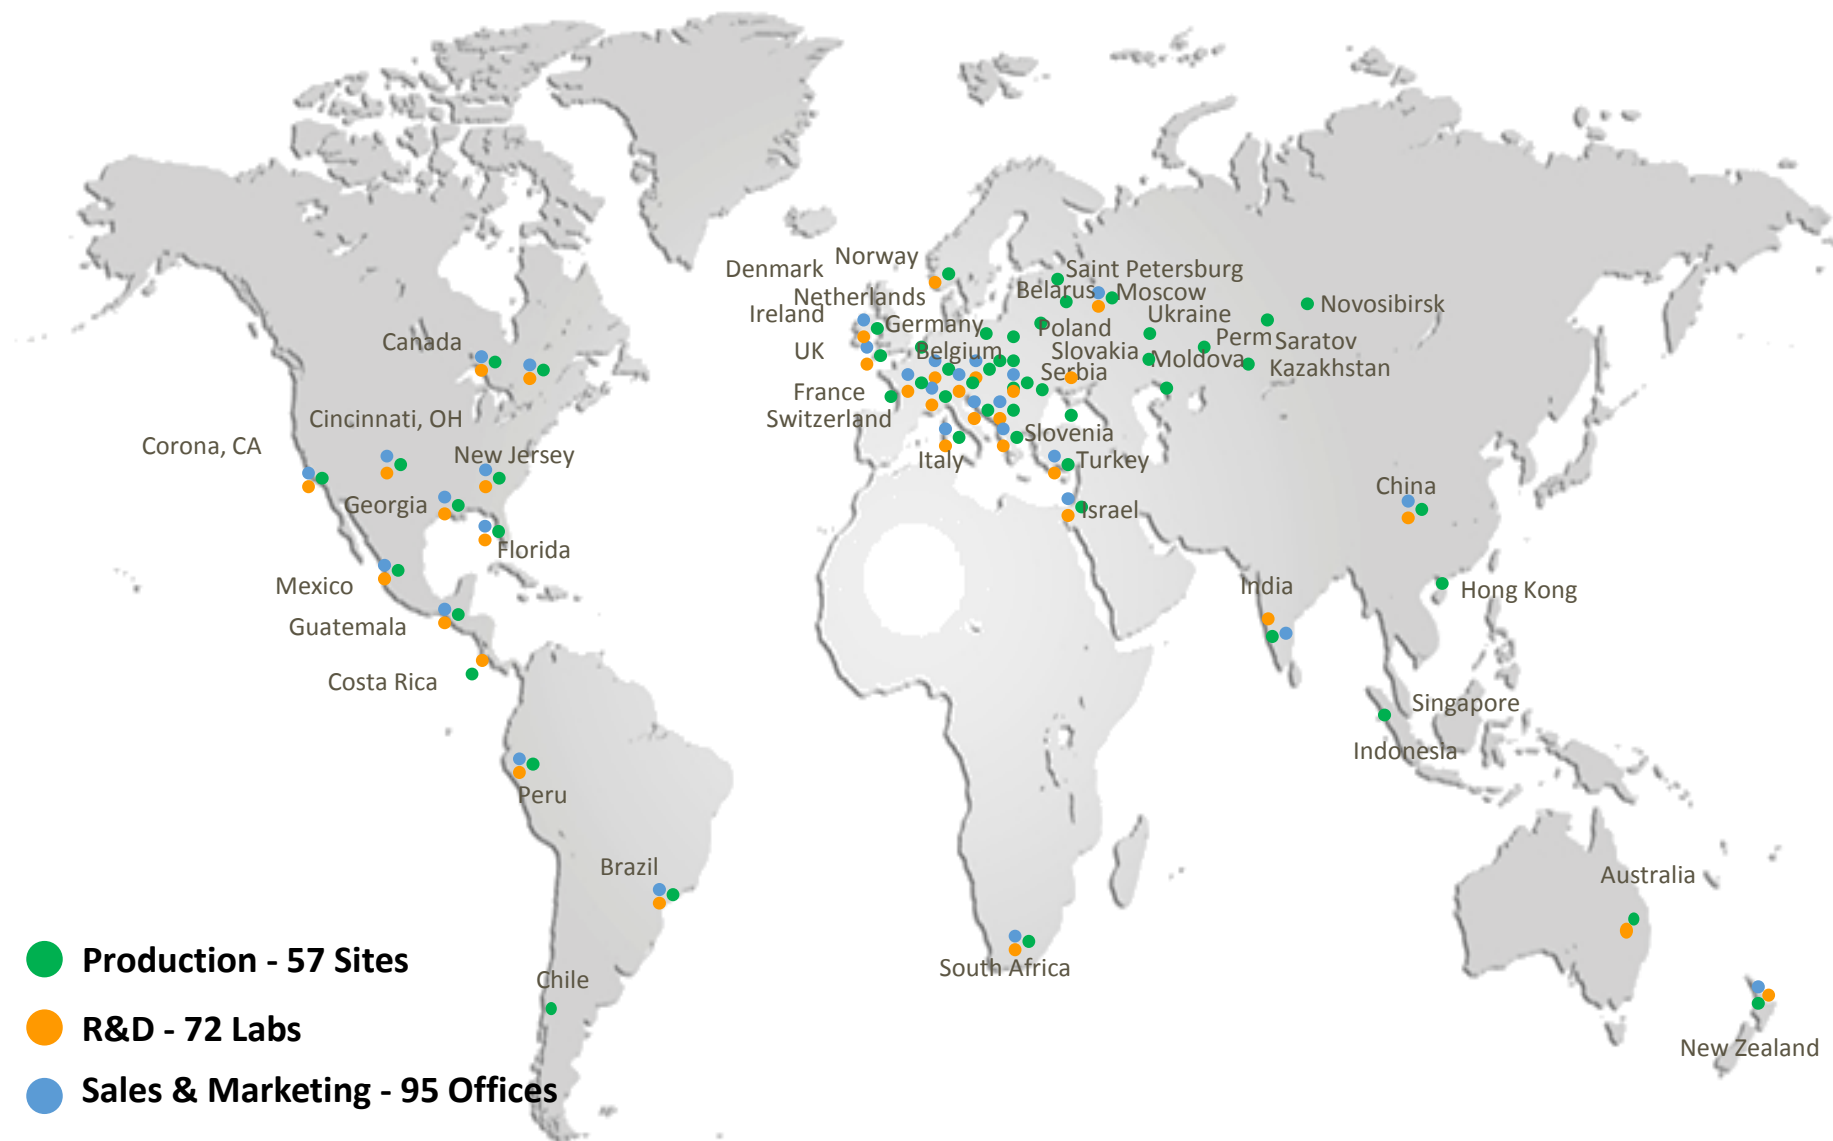 Norway
Denmark
Saint Petersburg
Belarus
Moscow
Netherlands
Novosibirsk
Ireland
Ukraine
Germany
Poland
Canada
Perm
Saratov
UK
Belgium
Slovakia
Moldova
Serbia
Kazakhstan
France
Switzerland
Cincinnati, OH
Slovenia
Corona, CA
New Jersey
Italy
Turkey
China
Georgia
Israel
Florida
Mexico
India
Hong Kong
Guatemala
Costa Rica
Singapore
Indonesia
Peru
Brazil
Australia
Production - 57 Sites
South Africa
Chile
R&D - 72 Labs
New Zealand
Sales & Marketing - 95 Offices